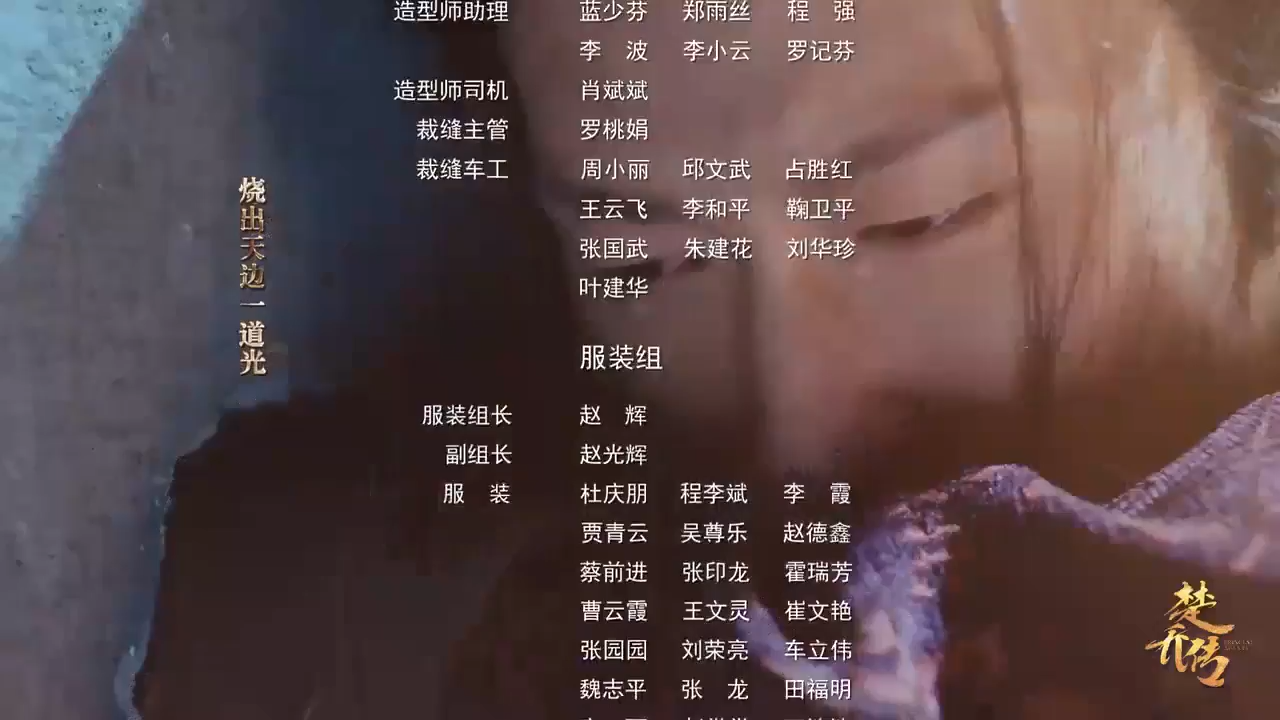 造型师助理 蓝少芬 郑雨丝 程 强
李 波 李小云 罗记芬
造型师司机 肖斌斌
裁缝主管 罗桃娟
裁缝车工 周小丽 邱文武 占胜红
王云飞 李和平 鞠卫平
张国武 朱建花 刘华珍
叶建华
烧出天边一道光
服装组
服装组长 赵 辉
副组长 赵光辉
服 装 杜庆朋 程李斌 李 霞
贾青云 吴尊乐 赵德鑫
蔡前进 张印龙 霍瑞芳
曹云霞 王文灵 崔文艳
张园园 刘荣亮 车立伟
魏志平 张 龙 田福明
楚乔传